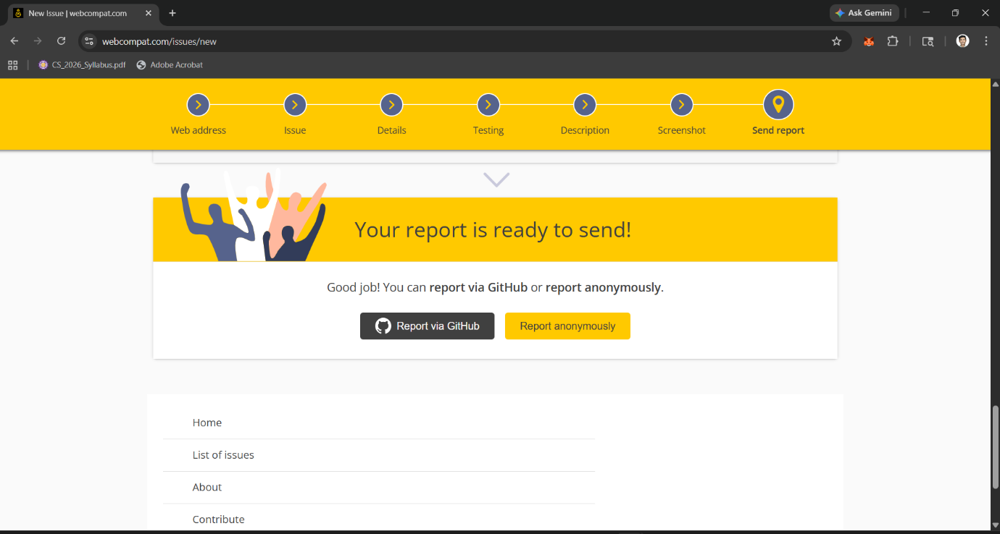 New Issue | webcompat.com
Ask Gemini
webcompat.com/issues/new
CS_2026_Syllabus.pdf
Adobe Acrobat
Web address
Issue
Details
Testing
Description
Screenshot
Send report
Your report is ready to send!
Good job! You can report via GitHub or report anonymously.
Report via GitHub
Report anonymously
Home
List of issues
About
Contribute